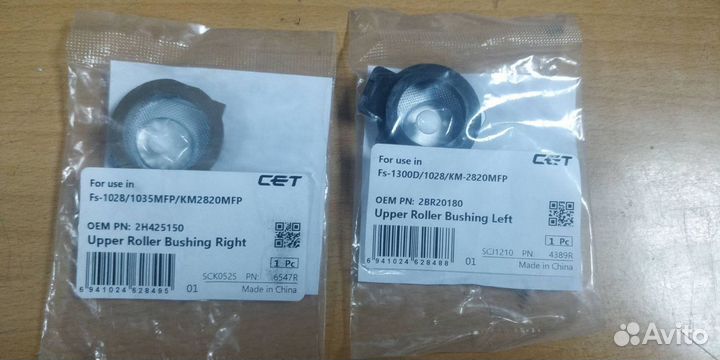 For use in
CET
Fs-1028/1035MFP/KM2820MFP
OEM PN: 2H425150
Upper Roller Bushing Right
1 Pc
SCK0525 PN: 6547R
6 941024 628495 01
Made in China
For use in
CET
Fs-1300D/1028/KM-2820MFP
OEM PN: 2BR20180
Upper Roller Bushing Left
1 Pc
SCJ1210 PN: 4389R
6 941024 628488 01
Made in China
Avito